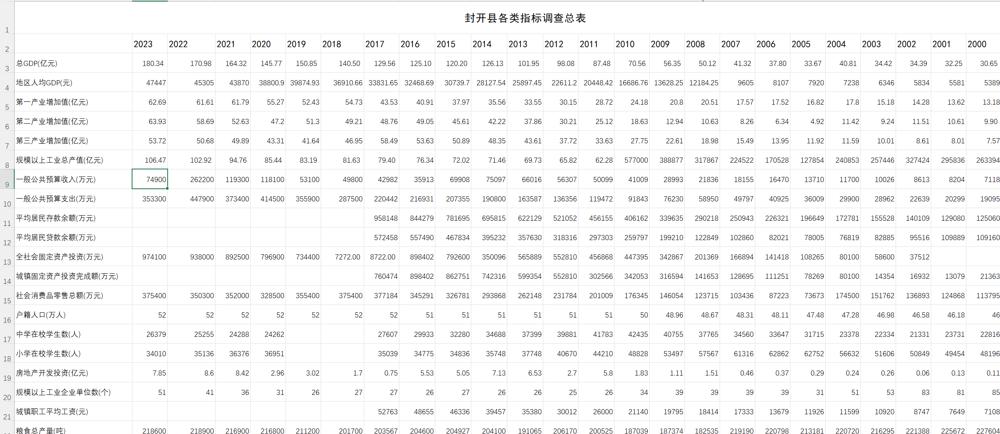 封开县各类指标调查总表
1
2 2023 2022 2021 2020 2019 2018 2017 2016 2015 2014 2013 2012 2011 2010 2009 2008 2007 2006 2005 2004 2003 2002 2001 2000
3 总GDP(亿元) 180.34 170.98 164.32 145.77 150.85 140.50 129.56 125.10 120.20 126.13 101.95 98.08 87.48 70.56 56.35 50.12 41.32 37.80 33.67 40.81 34.42 34.39 32.25 30.65
4 地区人均GDP(元) 47447 45305 43870 38800.9 39874.93 36910.66 33831.65 32468.69 30739.7 28127.54 25897.45 22611.2 20448.42 16686.76 13628.25 12184.25 9605 8107 7920 7238 6346 5834 5581 5389
5 第一产业增加值(亿元) 62.69 61.61 61.79 55.27 52.43 54.73 43.53 40.91 37.97 35.56 33.55 30.15 28.72 24.18 20.8 20.51 17.57 17.52 16.82 17.8 15.18 14.28 13.62 13.18
6 第二产业增加值(亿元) 63.93 58.69 52.63 47.2 51.3 49.21 48.76 49.05 45.61 42.22 37.86 30.21 25.12 18.63 12.94 10.63 8.26 6.34 4.92 11.42 9.24 11.51 10.61 9.90
7 第三产业增加值(亿元) 53.72 50.68 49.89 43.31 41.64 46.95 58.49 53.63 50.89 48.35 43.61 37.72 33.63 27.75 22.61 18.98 15.49 13.95 11.92 11.59 10.01 8.61 8.01 7.57
8 规模以上工业总产值(亿元) 106.47 102.92 94.76 85.44 83.19 81.63 79.40 76.34 72.02 71.46 69.73 65.82 62.28 577000 388877 317867 224522 170528 127854 240853 257446 327424 295836 263394
9 一般公共预算收入(万元) 74900 262200 119300 118100 53100 49800 42982 35913 69908 75097 66016 56307 50099 41009 28993 21836 18155 16470 13710 11700 10026 8613 8204 7118
10 一般公共预算支出(万元) 353300 447900 373400 414500 355900 287500 220442 216931 207355 190800 163587 136356 119472 91843 76230 58950 49797 40925 36009 29900 28962 22639 20299 19095
11 平均居民存款余额(万元) 958148 844279 781695 695815 622129 521052 456155 406162 339635 290218 250943 226321 196649 172781 155528 140109 129080 125060
12 平均居民贷款余额(万元) 572458 557490 467834 395232 357630 318316 297303 259797 199210 122849 102860 82021 78005 76819 82885 95516 109889 109160
13 全社会固定资产投资(万元) 974100 938000 892500 796900 734400 7272.00 8722.00 898402 792600 350096 565889 552810 456868 447395 342867 201369 166894 141418 108265 80100 58600 37512
14 城镇固定资产投资完成额(万元) 760474 898402 862751 742316 599354 552810 302566 342053 316594 141653 128695 111251 78269 80100 14354 16932 13079 21363
15 社会消费品零售总额(万元) 375400 350300 352000 328500 355400 375400 377184 345291 326781 293868 262148 231784 201009 176345 146054 123715 103436 87223 73673 174500 151762 136893 124868 113795
16 户籍人口(万人) 52 52 52 52 52 52 52 51 51 51 51 51 51 50 48.96 48.67 48.31 48.11 47.48 47.28 46.98 46.58 46.18 46
17 中学在校学生数(人) 26379 25255 24288 24262 27607 29933 32280 34688 37399 39881 41783 42435 40755 37765 34560 33647 31715 23378 22334 21331 23731 22816
18 小学在校学生数(人) 34010 35136 36376 36951 35039 34775 34836 35748 37748 40670 44210 48828 53497 57567 61316 62862 62752 56632 51606 50849 49454 48196
19 房地产开发投资(亿元) 7.85 8.6 8.42 2.96 3.02 1.7 0.75 5.53 5.05 7.13 6.53 2.7 5.8 1.83 1.11 1.51 0.46 0.37 0.29 0.24 0.26 0.06 0.13 0.11
20 规模以上工业企业单位数(个) 51 41 36 31 26 27 27 26 27 26 26 25 26 34 39 39 39 39 31 51 53 83 81 85
21 城镇职工平均工资(元) 52763 48655 46336 39457 35380 30012 26000 21140 19795 18414 17333 13679 11926 11599 10920 8747 7649 7108
粮食总产量(吨) 218600 218900 216900 216800 211200 201700 203567 204600 204927 204100 191065 206170 200525 187039 187374 182535 219190 220798 213181 220720 216295 221388 225672 227604